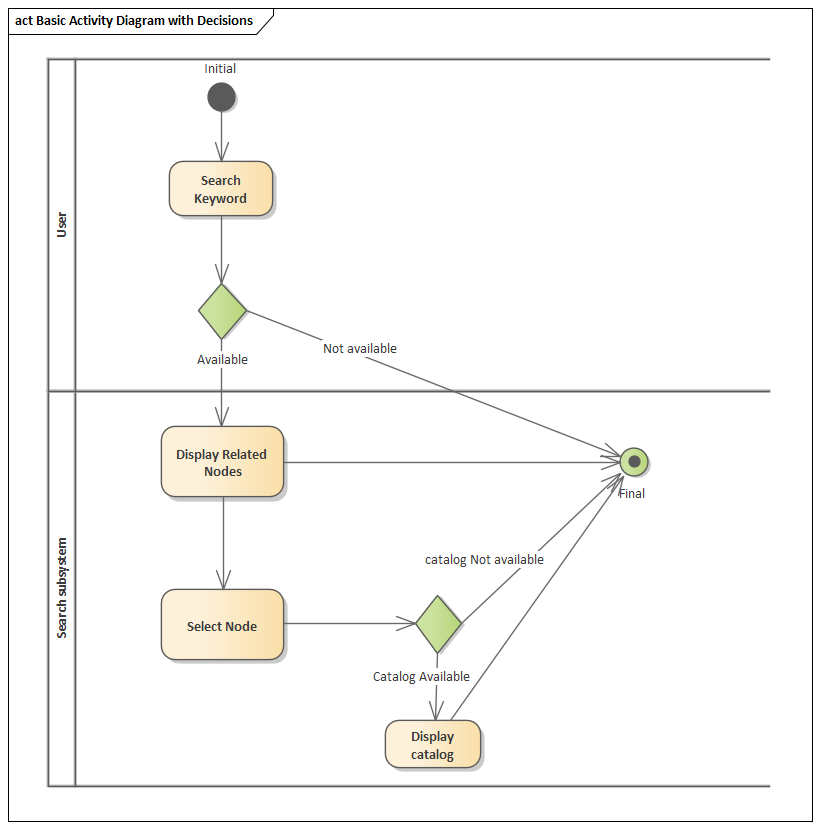 act Basic Activity Diagram with Decisions
Initial
Search
Keyword
User
Not available
Available
Display Related
Nodes
Final
catalog Not available
Search subsystem
Select Node
Catalog Available
Display
catalog